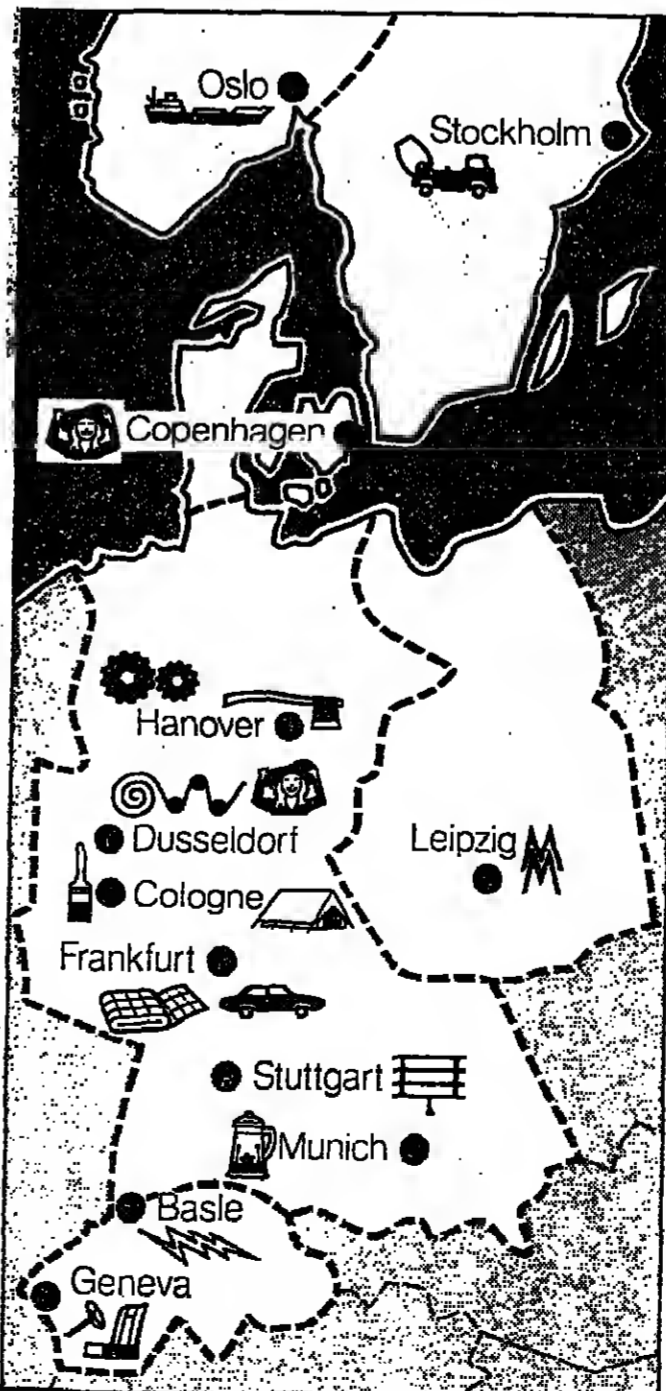 Oslo
Stockholm
Copenhagen
Hanover
Dusseldorf
Leipzig
Cologne
Frankfurt
Stuttgart
Munich
Basle
Geneva